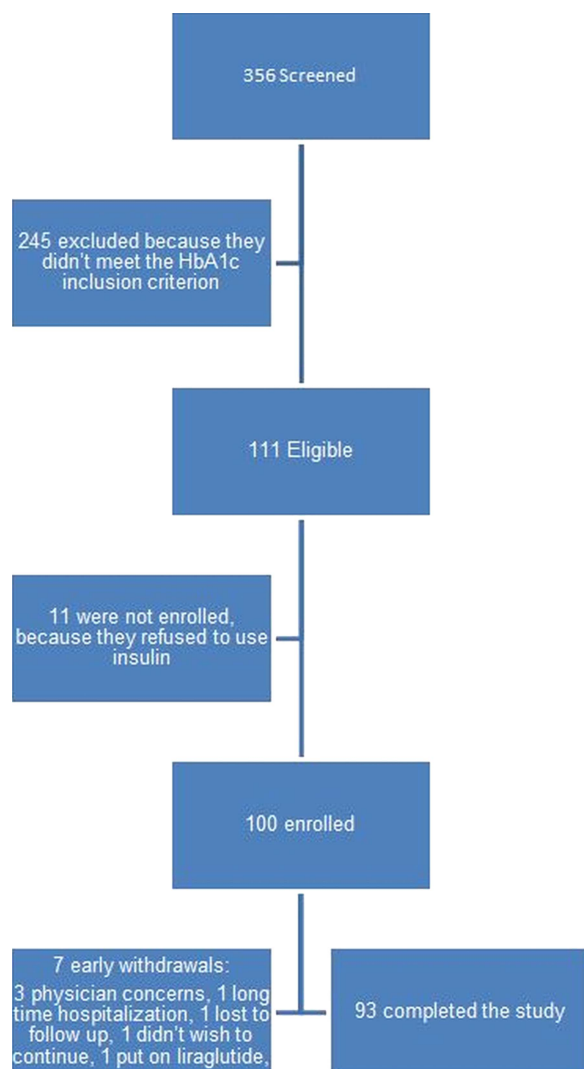 356 Screened
245 excluded because they
didn't meet the HbA1c
inclusion criterion
111 Eligible
11 were not enrolled,
because they refused to use
insulin
100 enrolled
7 early withdrawals:
3 physician concerns, 1 long
time hospitalization, 1 lost to
follow up, 1 didn't wish to
continue, 1 put on liraglutide,
93 completed the study